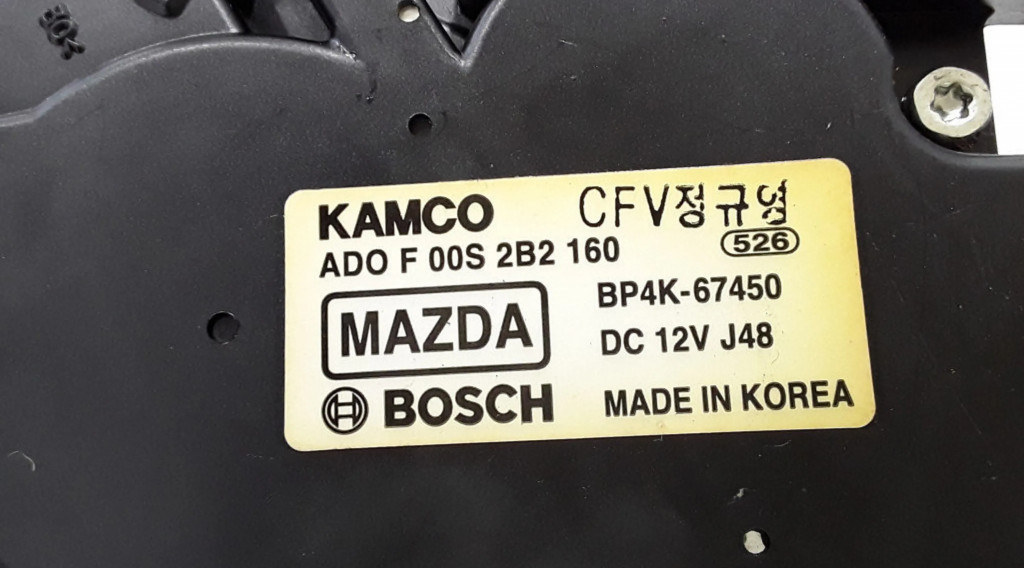 KAMCO CFV정규영
ADO F 00S 2B2 160 526
BP4K-67450
MAZDA
DC 12V J48
BOSCH MADE IN KOREA